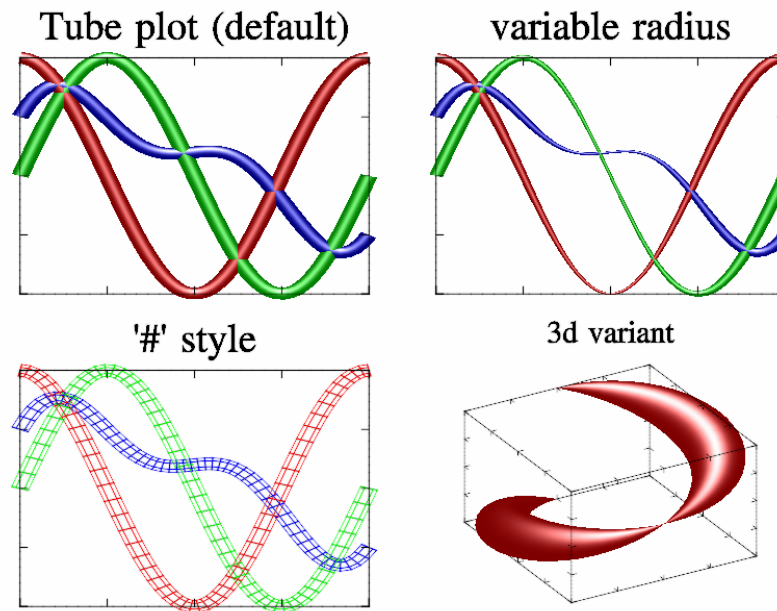 Tube plot (default)
variable radius
'#' style
3d variant